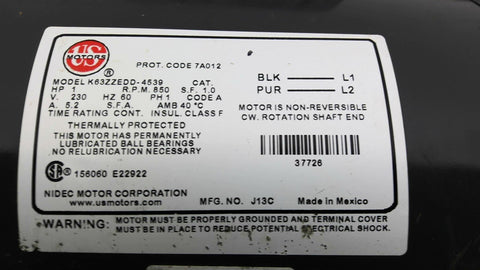 US
MOTORS
®
PROT. CODE 7A012
MODEL K63ZZEDD-4539 CAT.
HP 1 R.P.M. 850 S.F. 1.0
V. 230 HZ 60 PH 1 CODE A
A. 5.2 S.F.A. AMB 40 °C
TIME RATING CONT. INSUL. CLASS F
THERMALLY PROTECTED
THIS MOTOR HAS PERMANENTLY
LUBRICATED BALL BEARINGS
NO RELUBRICATION NECESSARY
156060 E22922
NIDEC MOTOR CORPORATION
www.usmotors.com
MFG. NO. J13C
BLK L1
PUR L2
MOTOR IS NON-REVERSIBLE
CW. ROTATION SHAFT END
37726
Made in Mexico
WARNING: MOTOR MUST BE PROPERLY GROUNDED AND TERMINAL COVER
MUST BE IN PLACE TO REDUCE POTENTIAL ELECTRICAL SHOCK.